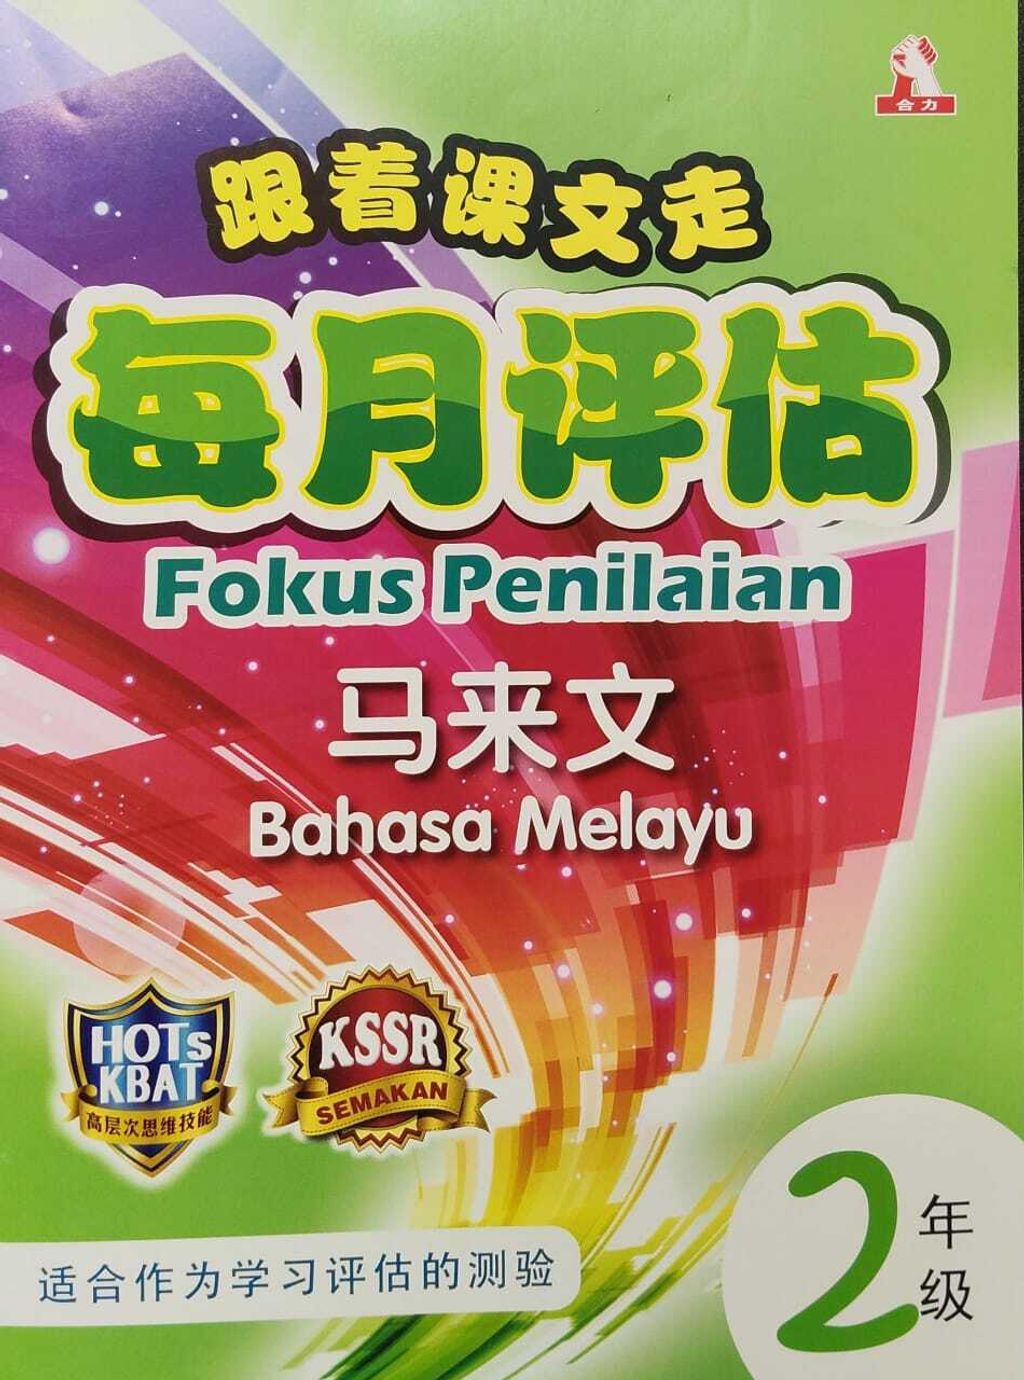 合力
跟着课文走
每月评估
Fokus Penilaian
马来文
Bahasa Melayu
HOTs
KBAT
高层次思维技能
KSSR
SEMAKAN
2年级
适合作为学习评估的测验